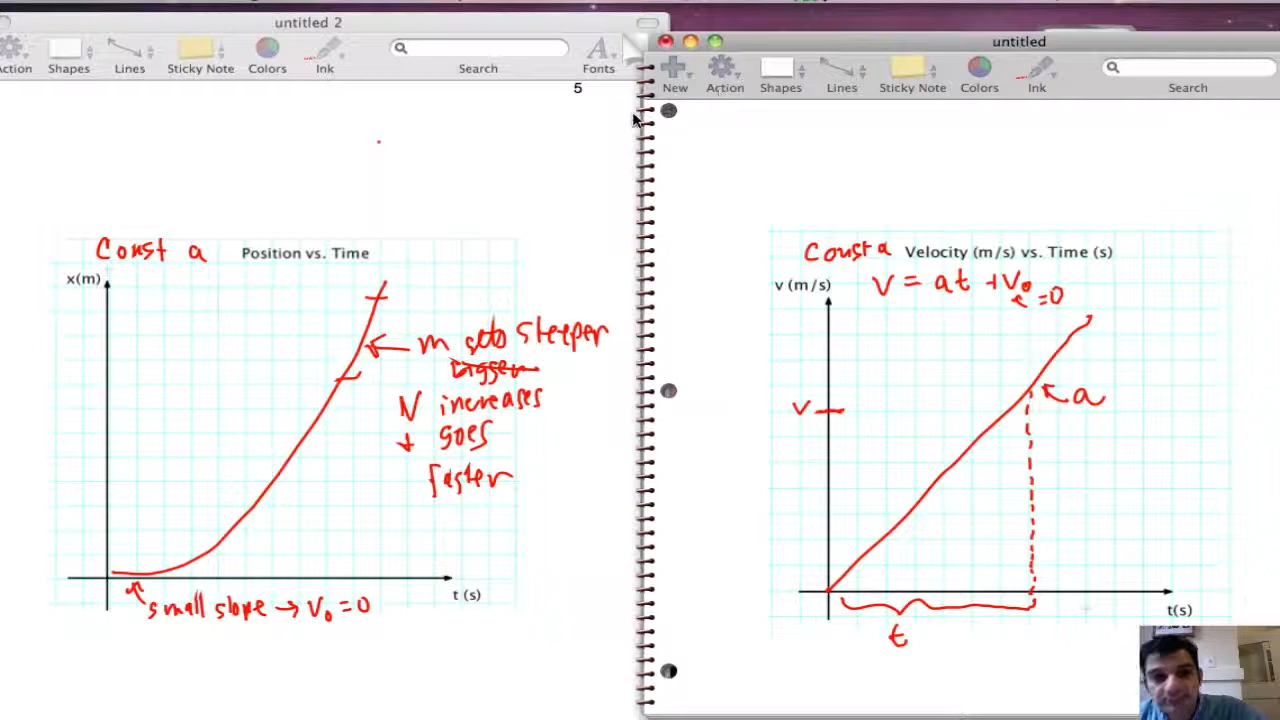 untitled 2
Action Shapes Lines Sticky Note Colors Ink Search Fonts
5
Const a Position vs. Time
x(m)
m gets steeper
bigger
V increases
+ goes
faster
t (s)
small slope → V₀ = 0
untitled
New Action Shapes Lines Sticky Note Colors Ink Search
Const a Velocity (m/s) vs. Time (s)
v (m/s)
V = at + V₀
= 0
a
v
t(s)
t